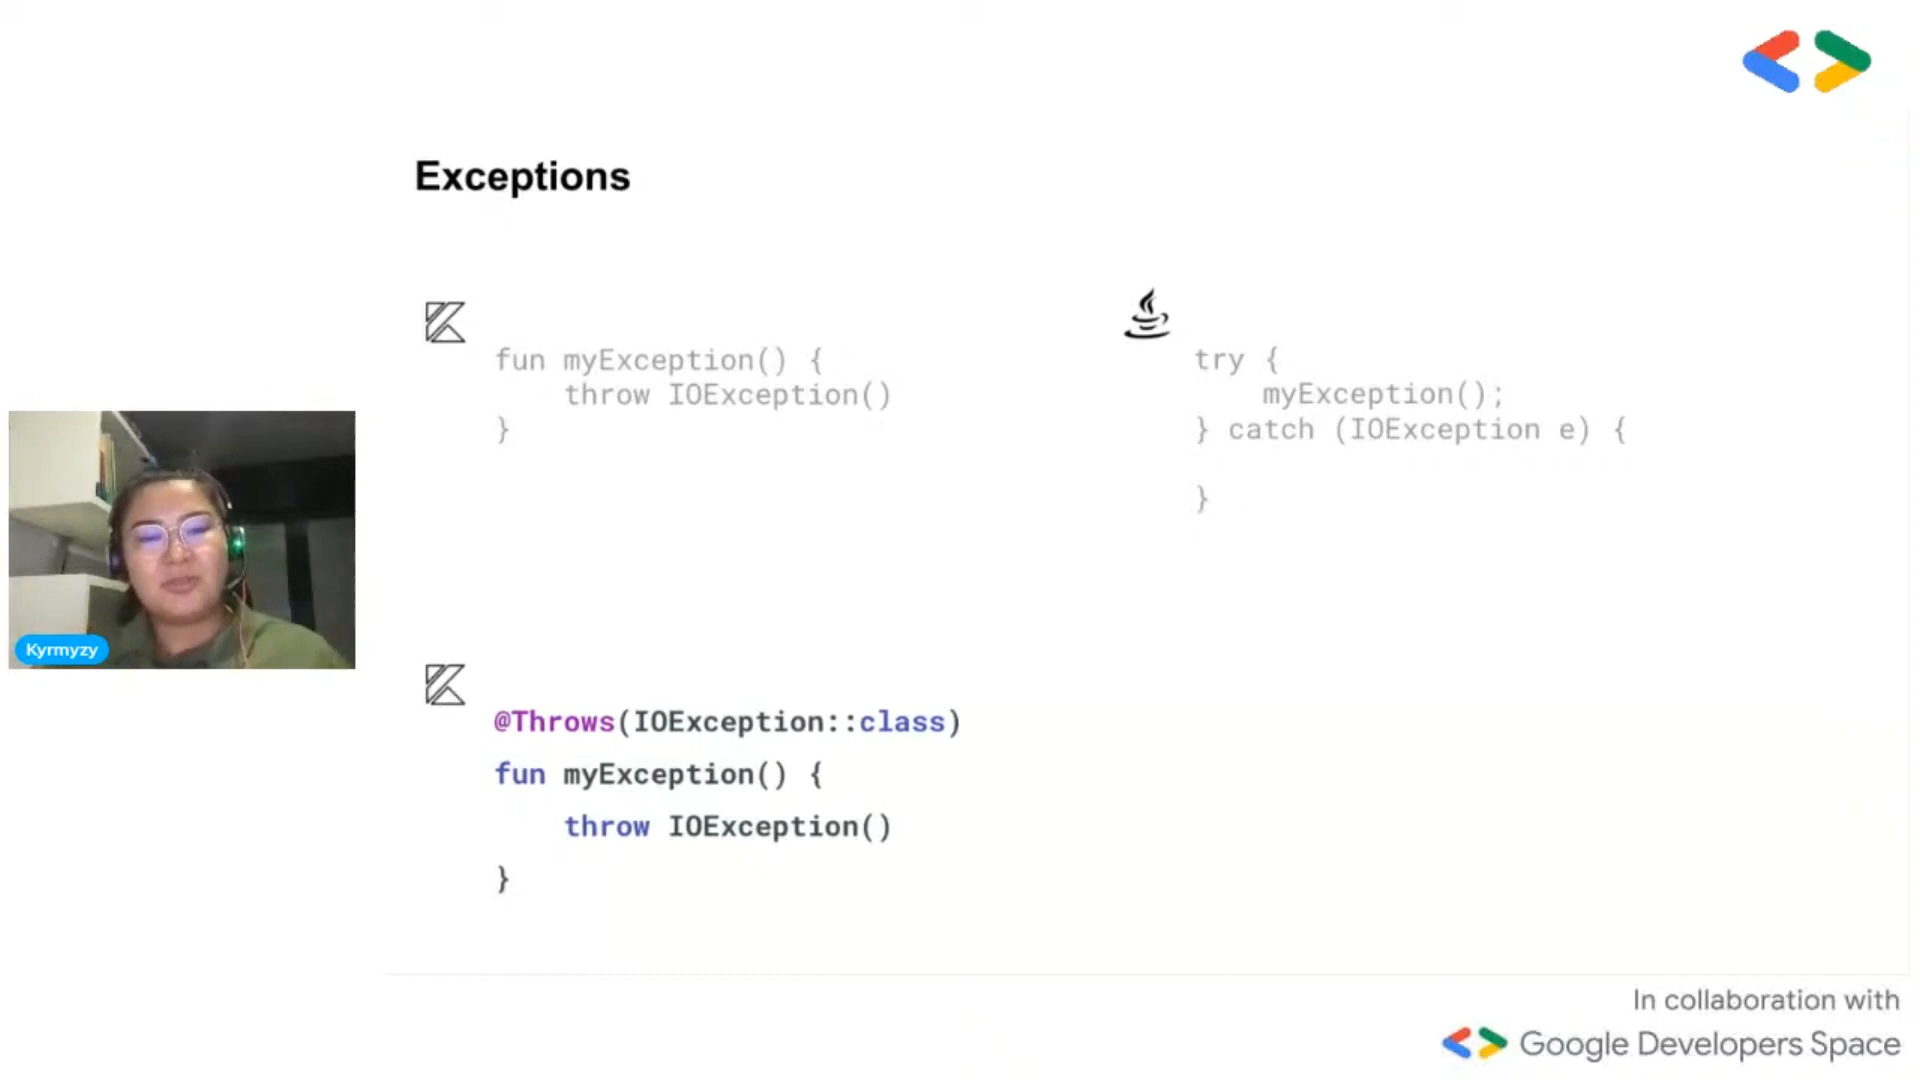 Exceptions
fun myException() {
    throw IOException()
}
try {
    myException();
} catch (IOException e) {
}
Kyrmyzy
@Throws(IOException::class)
fun myException() {
    throw IOException()
}
In collaboration with
Google Developers Space